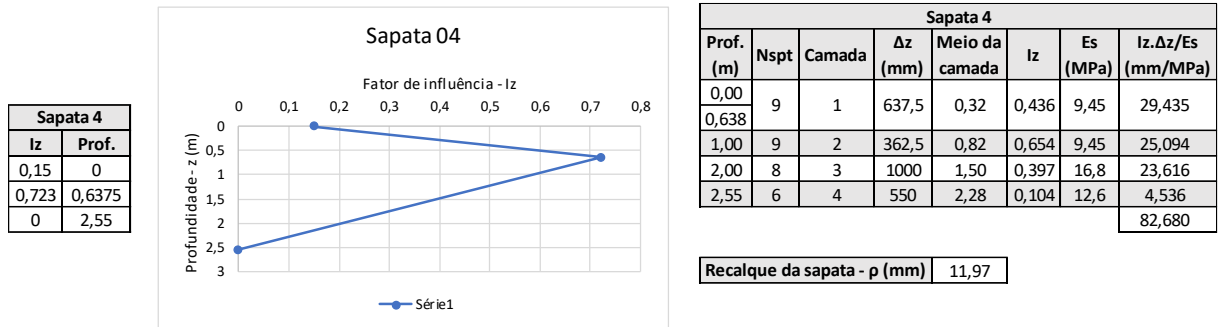 Sapata 4
Iz Prof.
0,15 0
0,723 0,6375
0 2,55
Sapata 04
Fator de influência - Iz
0 0,1 0,2 0,3 0,4 0,5 0,6 0,7 0,8
Profundidade - z (m)
0
0,5
1
1,5
2
2,5
3
Série1
Sapata 4
Prof. (m) Nspt Camada Δz (mm) Meio da camada Iz Es (MPa) Iz.Δz/Es (mm/MPa)
0,00
0,638 9 1 637,5 0,32 0,436 9,45 29,435
1,00 9 2 362,5 0,82 0,654 9,45 25,094
2,00 8 3 1000 1,50 0,397 16,8 23,616
2,55 6 4 550 2,28 0,104 12,6 4,536
82,680
Recalque da sapata - ρ (mm) 11,97